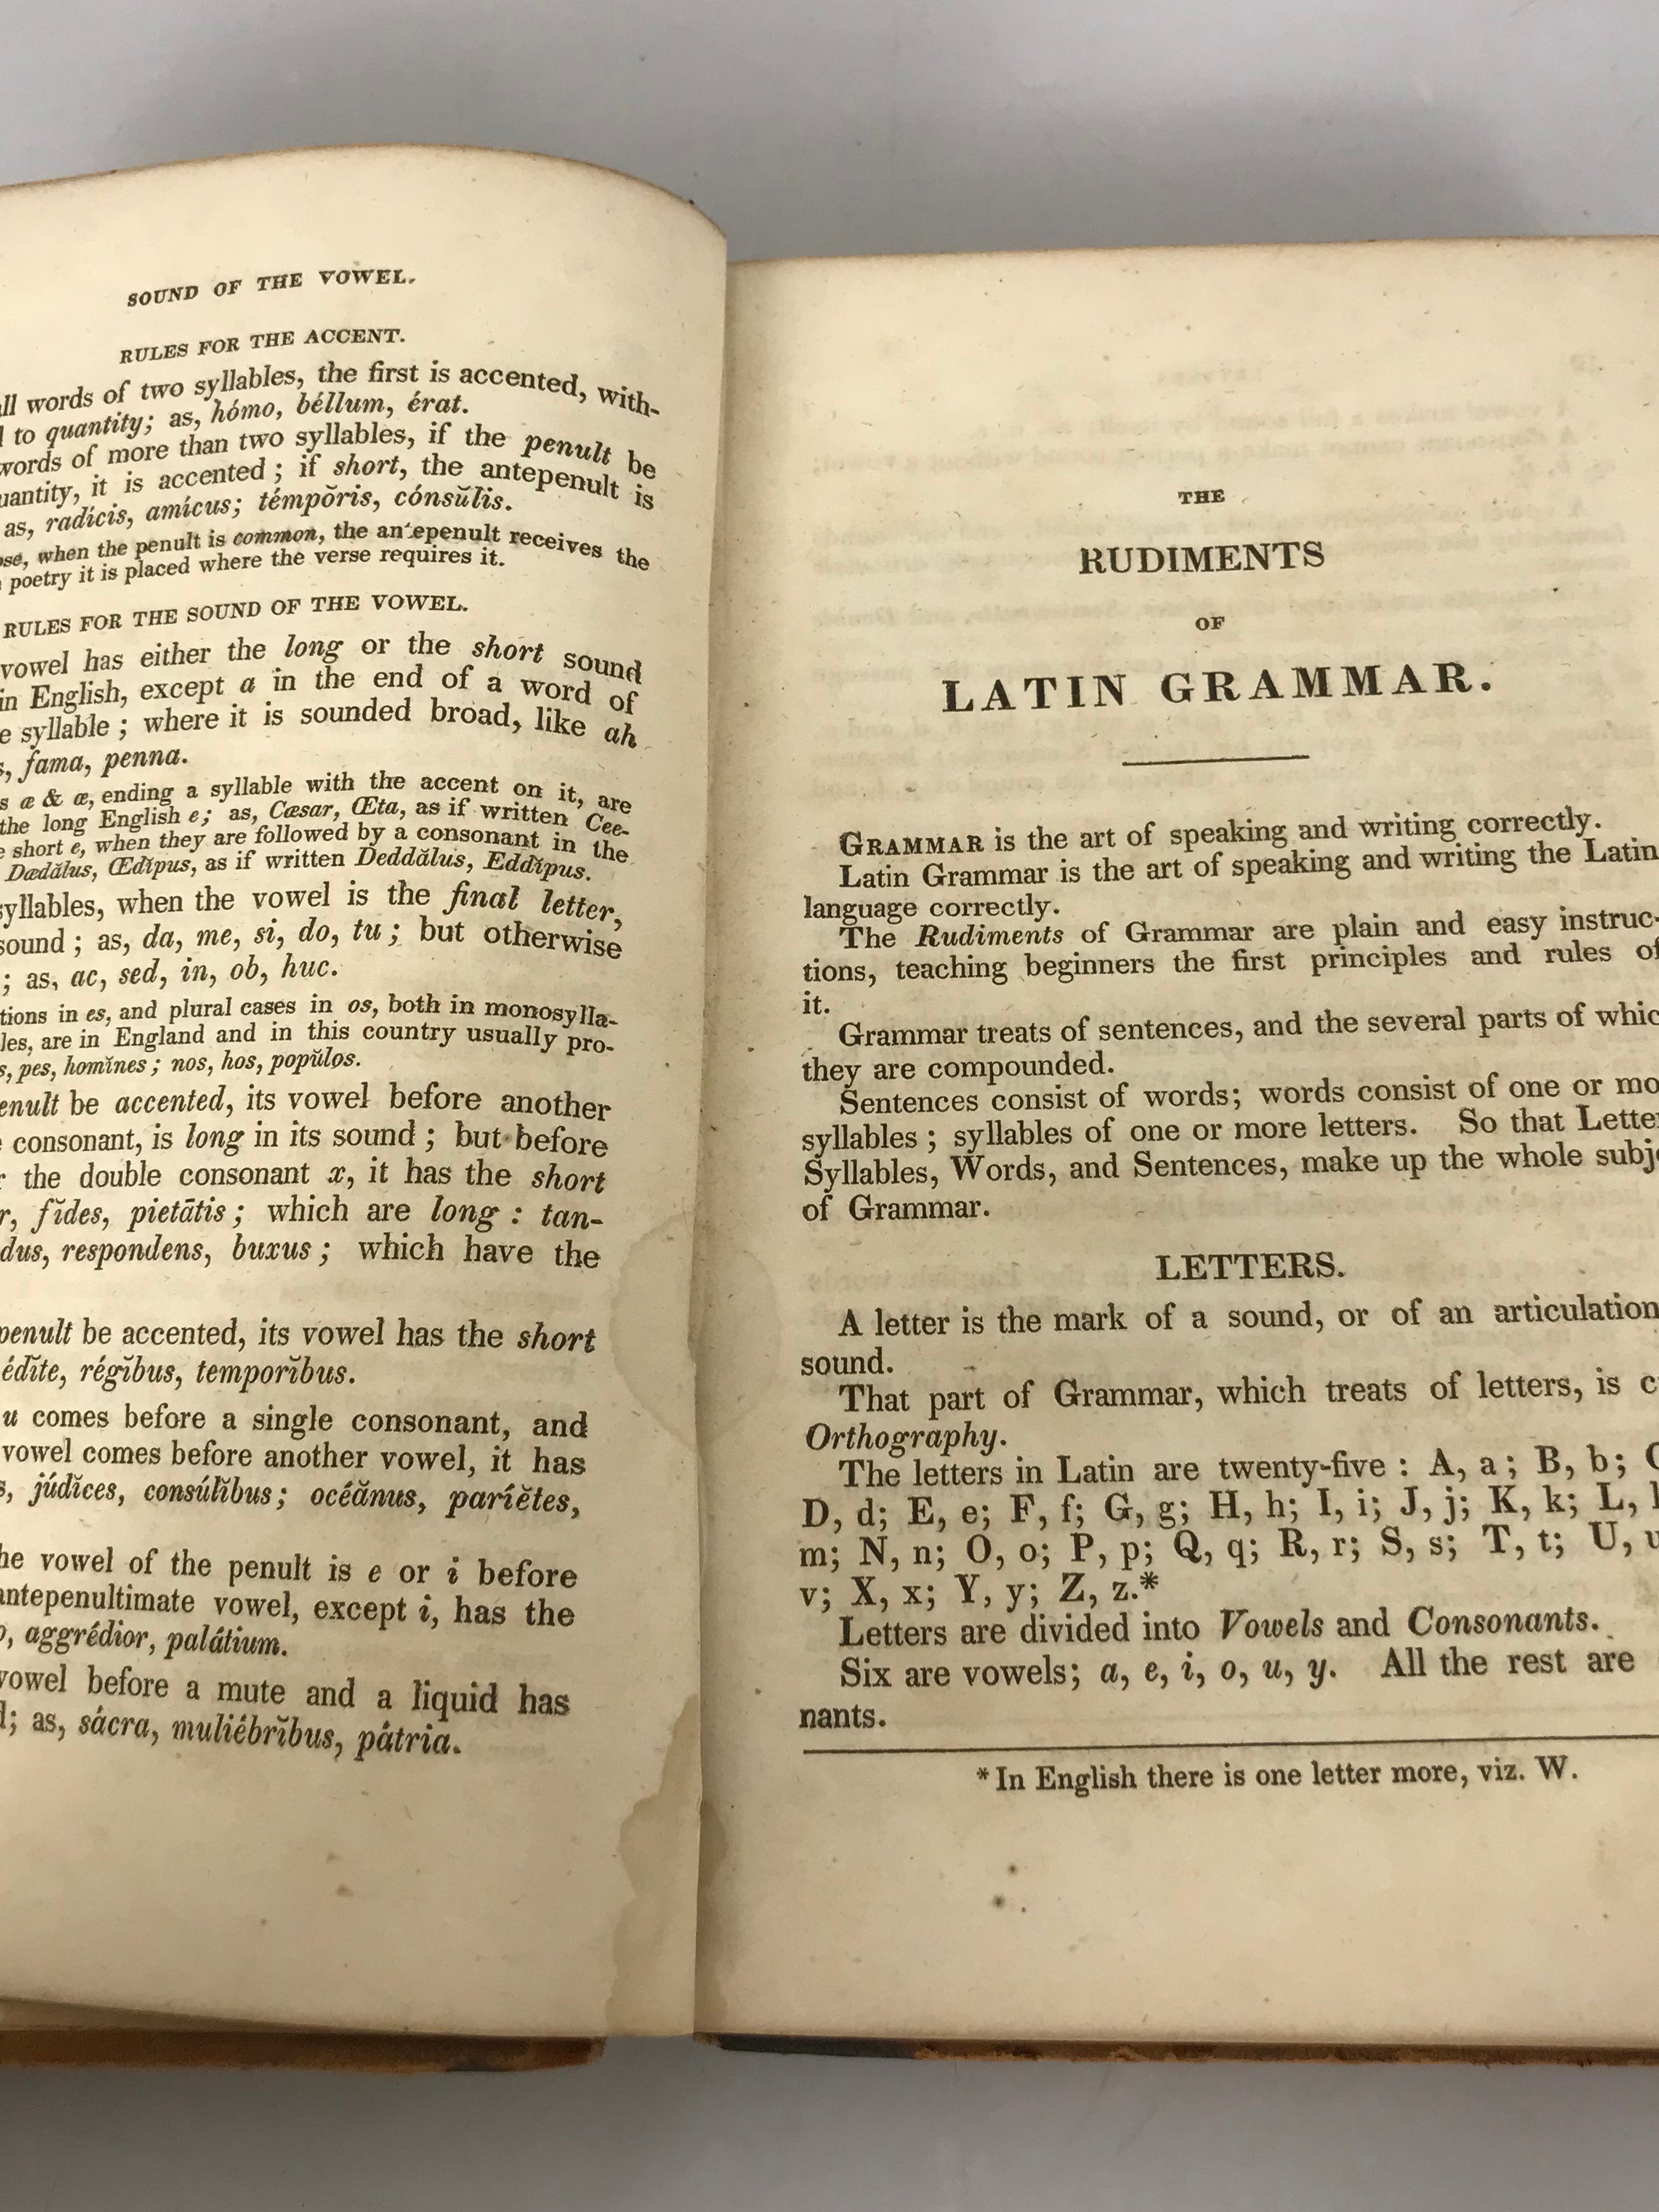 SOUND OF THE VOWEL.
RULES FOR THE ACCENT.
words of two syllables, the first is accented, with-
to quantity; as, hómo, béllum, érat.
words of more than two syllables, if the penult be
it is accented; if short, the antepenult is
as, radícis, amícus; témpŏris, cónsŭlis.
when the penult is common, the antepenult receives the
poetry it is placed where the verse requires it.
RULES FOR THE SOUND OF THE VOWEL.
vowel has either the long or the short sound
in English, except a in the end of a word of
syllable; where it is sounded broad, like ah
fama, penna.
æ & œ, ending a syllable with the accent on it, are
the long English e; as, Cæsar, Œta, as if written Cee-
short e, when they are followed by a consonant in the
Dædălus, Œdĭpus, as if written Deddălus, Eddĭpus.
syllables, when the vowel is the final letter,
sound; as, da, me, si, do, tu; but otherwise
; as, ac, sed, in, ob, huc.
in es, and plural cases in os, both in monosylla-
are in England and in this country usually pro-
pes, homĭnes; nos, hos, popŭlos.
be accented, its vowel before another
consonant, is long in its sound; but before
the double consonant x, it has the short
fides, pietātis; which are long: tan-
dus, respondens, buxus; which have the
penult be accented, its vowel has the short
édĭte, régĭbus, temporĭbus.
u comes before a single consonant, and
vowel comes before another vowel, it has
júdĭces, consúlĭbus; océănus, paríĕtes,
vowel of the penult is e or i before
antepenultimate vowel, except i, has the
aggrédior, palátium.
vowel before a mute and a liquid has
as, sácra, muliébrĭbus, pátria.
THE
RUDIMENTS
OF
LATIN GRAMMAR.
GRAMMAR is the art of speaking and writing correctly.
Latin Grammar is the art of speaking and writing the Latin
language correctly.
The Rudiments of Grammar are plain and easy instruc-
tions, teaching beginners the first principles and rules of
it.
Grammar treats of sentences, and the several parts of whic
they are compounded.
Sentences consist of words; words consist of one or mo
syllables; syllables of one or more letters. So that Lette
Syllables, Words, and Sentences, make up the whole subj
of Grammar.
LETTERS.
A letter is the mark of a sound, or of an articulation
sound.
That part of Grammar, which treats of letters, is c
Orthography.
The letters in Latin are twenty-five: A, a; B, b; C
D, d; E, e; F, f; G, g; H, h; I, i; J, j; K, k; L, l
m; N, n; O, o; P, p; Q, q; R, r; S, s; T, t; U, u
v; X, x; Y, y; Z, z.*
Letters are divided into Vowels and Consonants.
Six are vowels; a, e, i, o, u, y. All the rest are
nants.
* In English there is one letter more, viz. W.